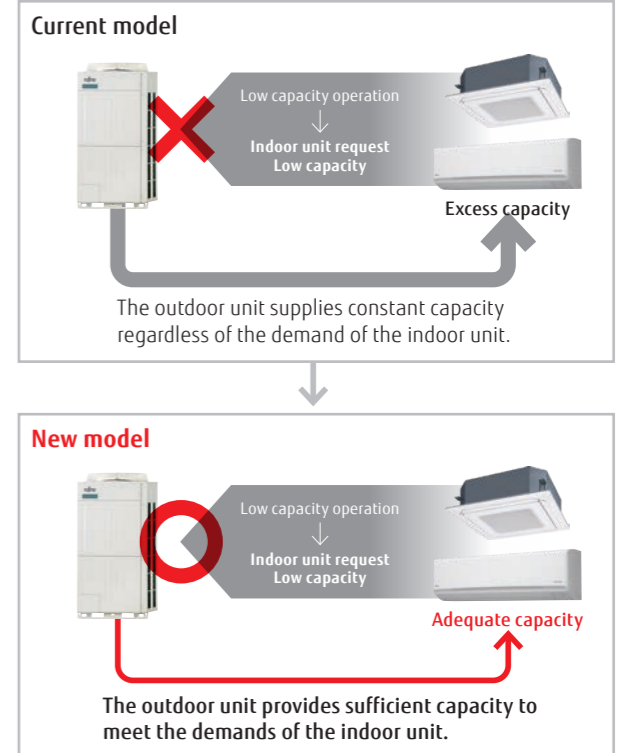 Current model
Low capacity operation
↓
Indoor unit request
Low capacity
Excess capacity
The outdoor unit supplies constant capacity
regardless of the demand of the indoor unit.
New model
Low capacity operation
↓
Indoor unit request
Low capacity
Adequate capacity
The outdoor unit provides sufficient capacity to
meet the demands of the indoor unit.